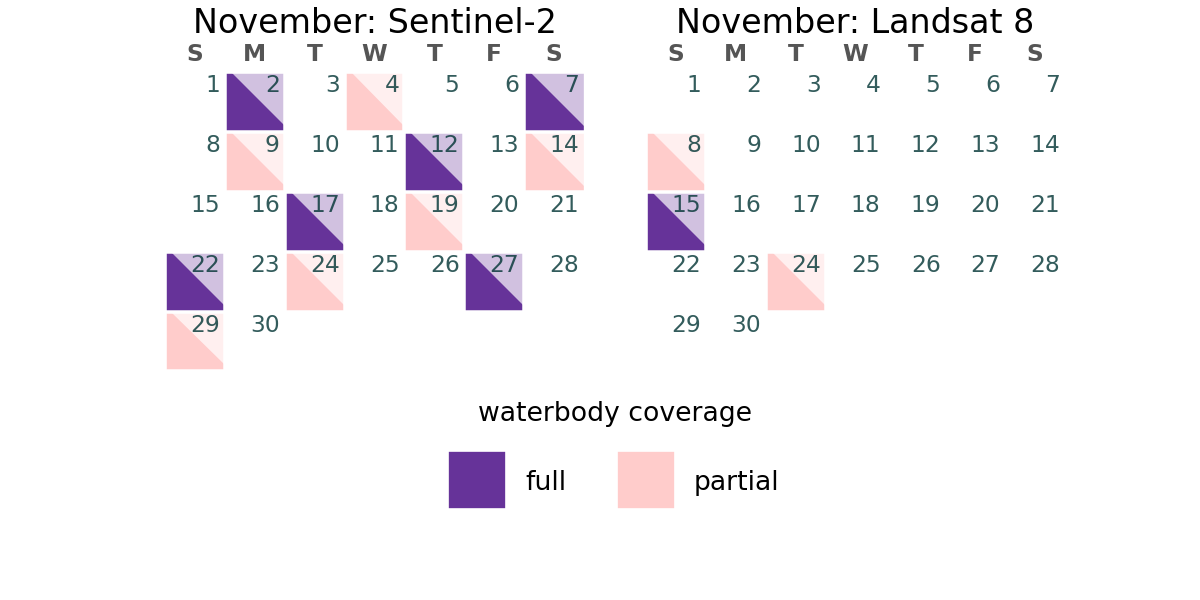 November: Sentinel-2
S M T W T F S
1 2 3 4 5 6 7
8 9 10 11 12 13 14
15 16 17 18 19 20 21
22 23 24 25 26 27 28
29 30
November: Landsat 8
S M T W T F S
1 2 3 4 5 6 7
8 9 10 11 12 13 14
15 16 17 18 19 20 21
22 23 24 25 26 27 28
29 30
waterbody coverage
full
partial